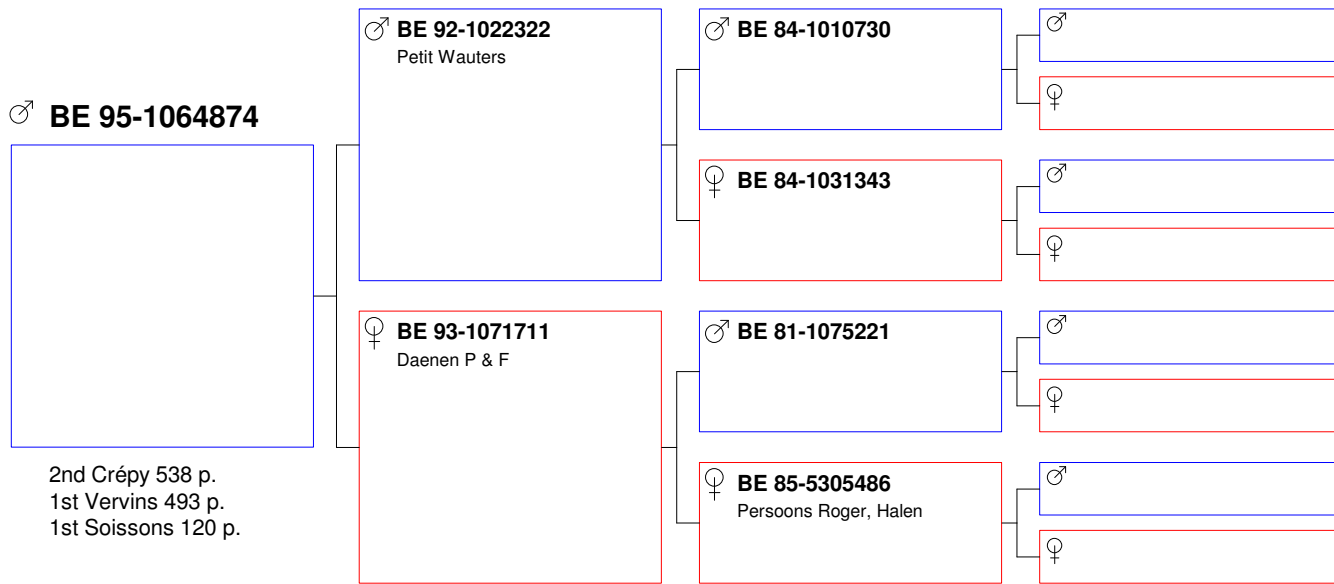 BE 95-1064874
2nd Crépy 538 p.
1st Vervins 493 p.
1st Soissons 120 p.
BE 92-1022322
Petit Wauters
BE 93-1071711
Daenen P & F
BE 84-1010730
BE 84-1031343
BE 81-1075221
BE 85-5305486
Persoons Roger, Halen